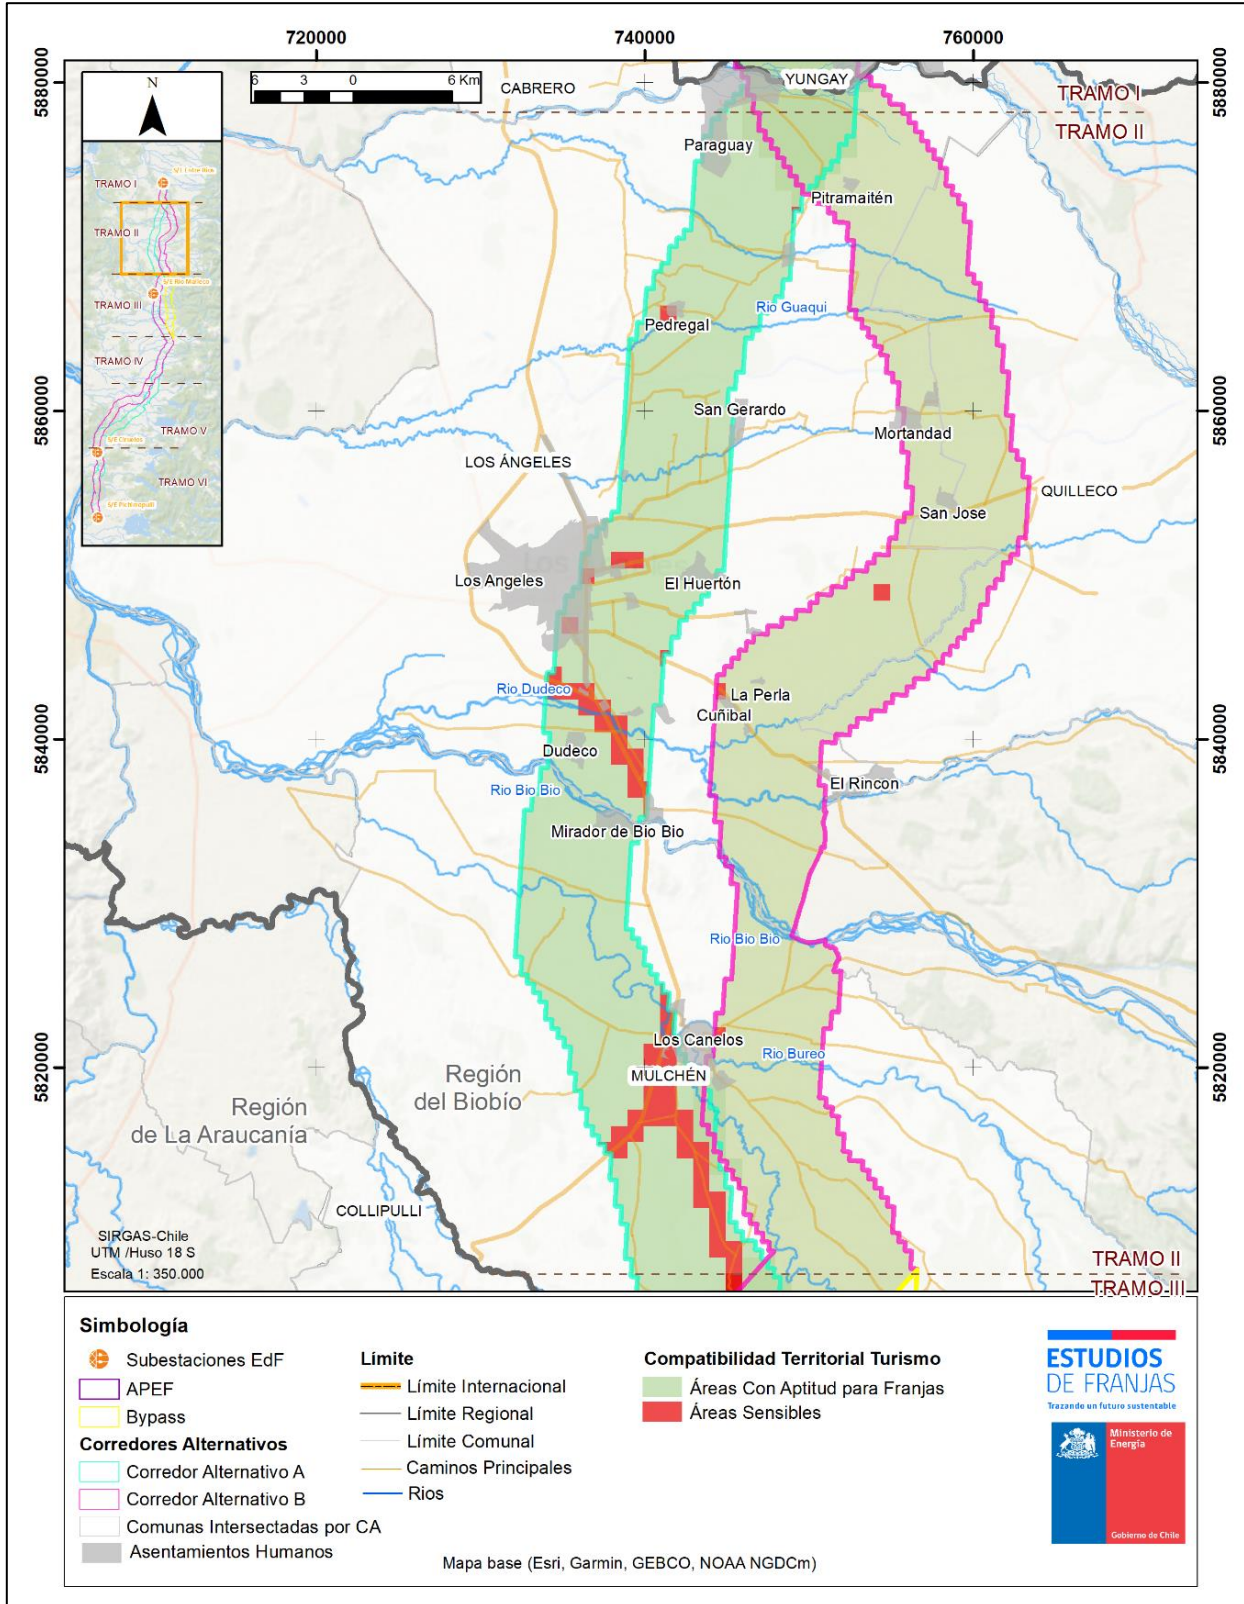 720000
740000
760000
5880000
5860000
5840000
5820000
5880000
5860000
5840000
5820000
N
6 3 0 6 Km
TRAMO I
TRAMO II
S/E Río Malleco
TRAMO III
TRAMO IV
TRAMO V
S/E Ciruelos
TRAMO VI
S/E Pichirropulli
CABRERO
YUNGAY
TRAMO I
TRAMO II
Paraguay
Pitramaitén
Rio Guaqui
Pedregal
San Gerardo
Mortandad
LOS ÁNGELES
QUILLECO
San Jose
Los Angeles
El Huertón
Rio Dudeco
La Perla
Cuñibal
Dudeco
El Rincon
Rio Bio Bio
Mirador de Bio Bio
Rio Bio Bio
Los Canelos
Rio Bureo
MULCHÉN
Región
del Biobío
Región
de La Araucanía
COLLIPULLI
SIRGAS-Chile
UTM /Huso 18 S
Escala 1: 350.000
TRAMO II
TRAMO III
Simbología
Subestaciones EdF
APEF
Bypass
Corredores Alternativos
Corredor Alternativo A
Corredor Alternativo B
Comunas Intersectadas por CA
Asentamientos Humanos
Límite
Límite Internacional
Límite Regional
Límite Comunal
Caminos Principales
Rios
Compatibilidad Territorial Turismo
Áreas Con Aptitud para Franjas
Áreas Sensibles
Mapa base (Esri, Garmin, GEBCO, NOAA NGDCm)
ESTUDIOS
DE FRANJAS
Trazando un futuro sustentable
Ministerio de
Energía
Gobierno de Chile